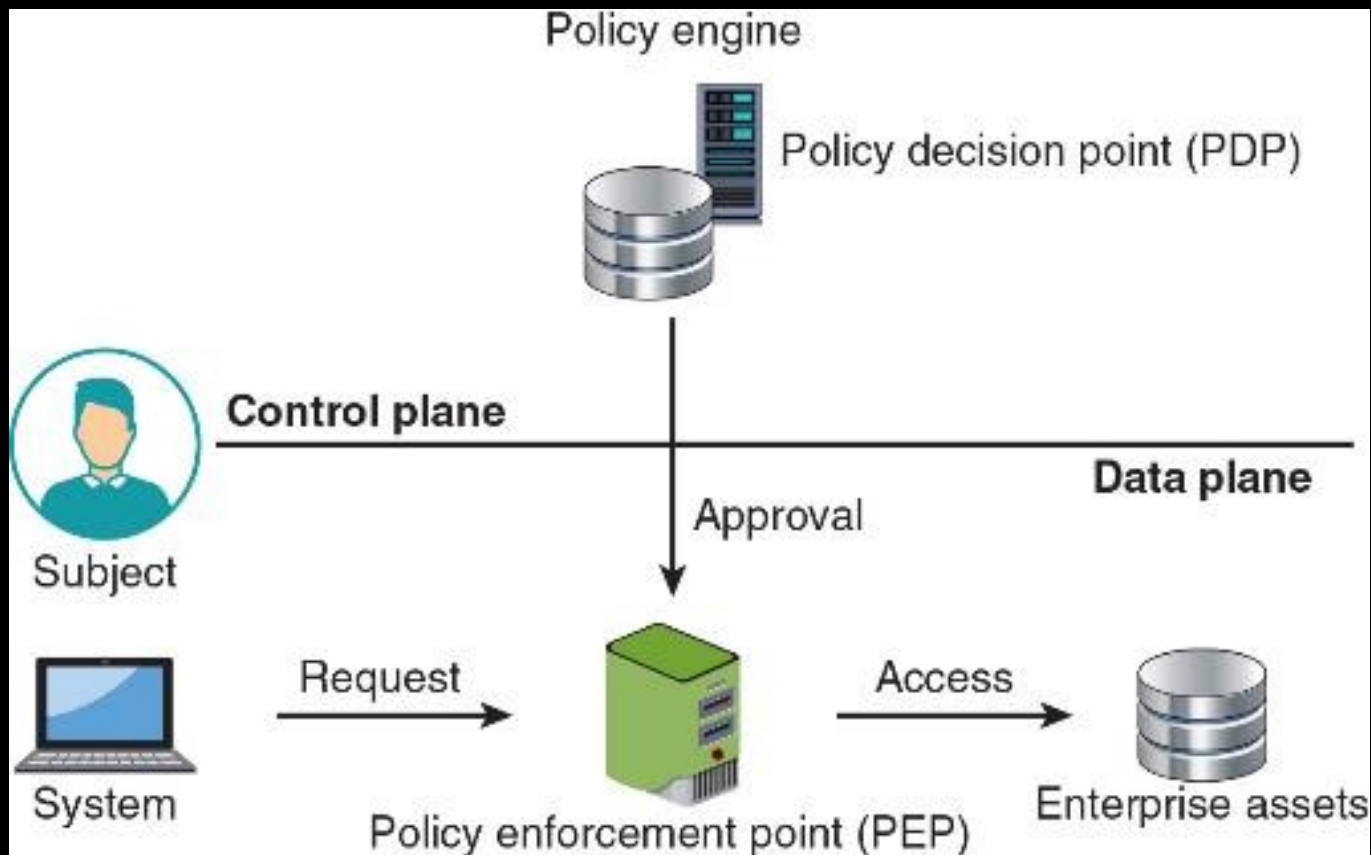 Policy engine
Policy decision point (PDP)
Control plane
Data plane
Approval
Subject
Request
Access
System
Policy enforcement point (PEP)
Enterprise assets